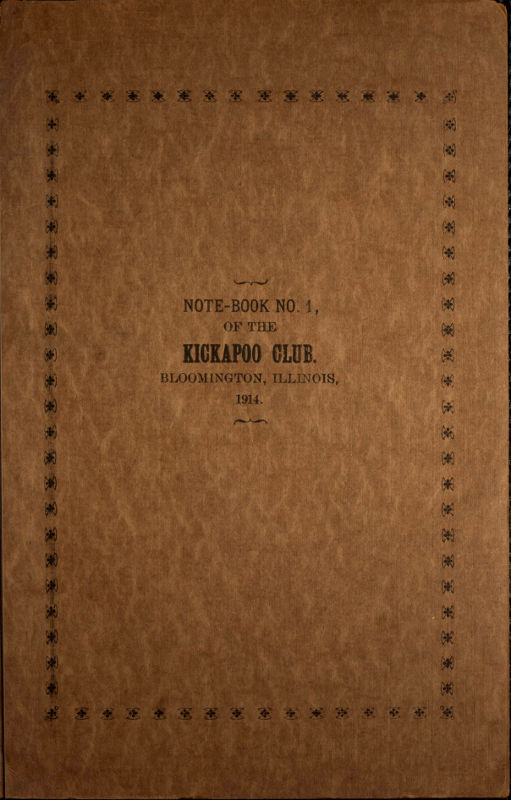 NOTE-BOOK NO. 1,
OF THE
KICKAPOO CLUB.
BLOOMINGTON, ILLINOIS,
1914.